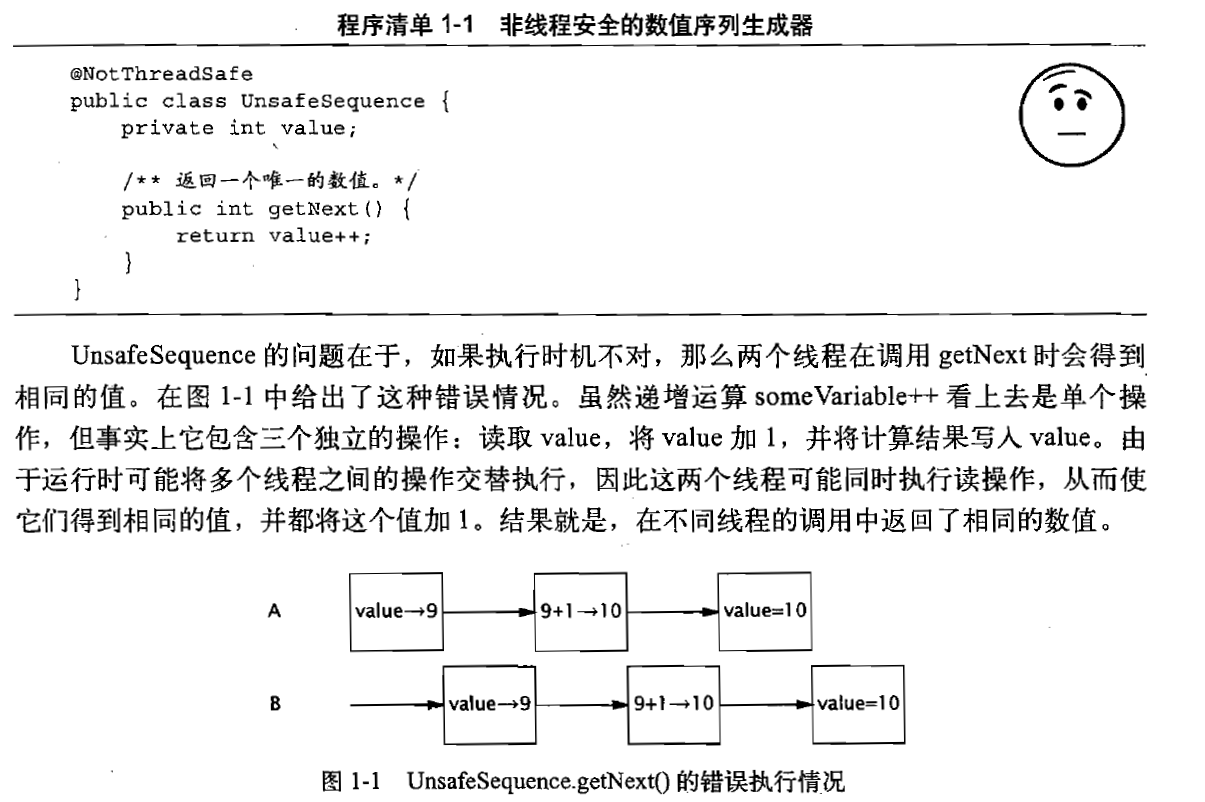 程序清单 1-1 非线程安全的数值序列生成器
@NotThreadSafe
public class UnsafeSequence {
    private int value;
    /** 返回一个唯一的数值。*/
    public int getNext() {
        return value++;
    }
}
UnsafeSequence 的问题在于，如果执行时机不对，那么两个线程在调用 getNext 时会得到
相同的值。在图 1-1 中给出了这种错误情况。虽然递增运算 someVariable++ 看上去是单个操
作，但事实上它包含三个独立的操作：读取 value，将 value 加 1，并将计算结果写入 value。由
于运行时可能将多个线程之间的操作交替执行，因此这两个线程可能同时执行读操作，从而使
它们得到相同的值，并都将这个值加 1。结果就是，在不同线程的调用中返回了相同的数值。
A value→9 9+1→10 value=10
B value→9 9+1→10 value=10
图 1-1 UnsafeSequence.getNext() 的错误执行情况